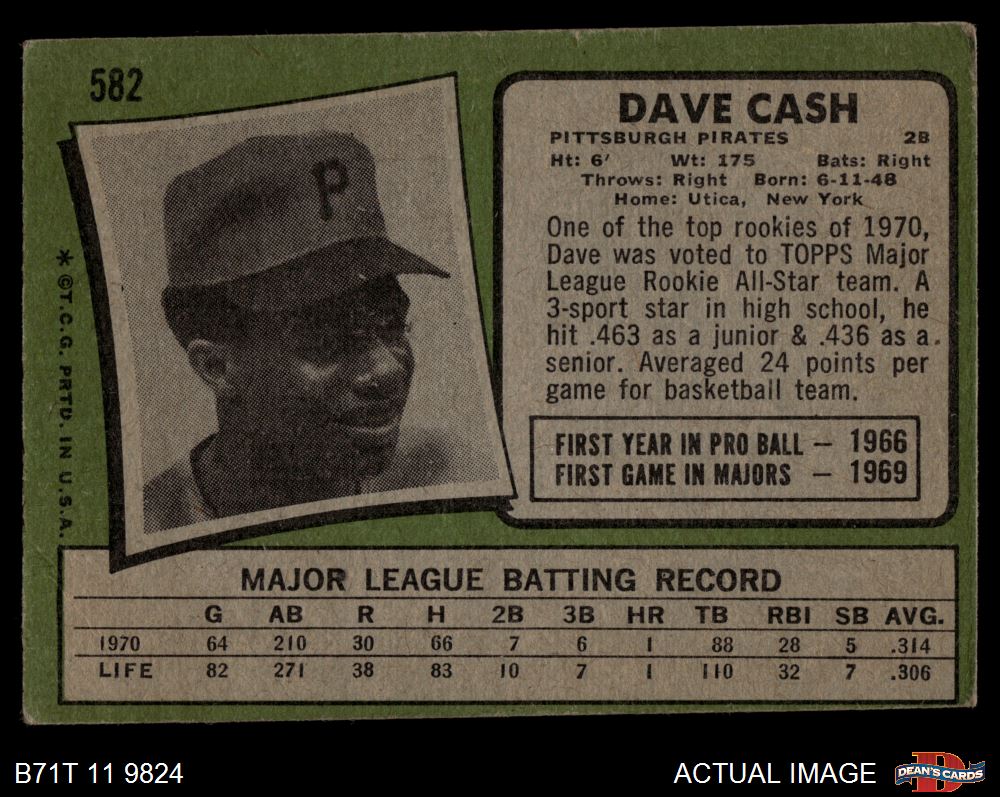 582
P
* ©T.C.G. PRTD. IN U.S.A.
DAVE CASH
PITTSBURGH PIRATES 2B
Ht: 6' Wt: 175 Bats: Right
Throws: Right Born: 6-11-48
Home: Utica, New York
One of the top rookies of 1970,
Dave was voted to TOPPS Major
League Rookie All-Star team. A
3-sport star in high school, he
hit .463 as a junior & .436 as a
senior. Averaged 24 points per
game for basketball team.
FIRST YEAR IN PRO BALL — 1966
FIRST GAME IN MAJORS — 1969
MAJOR LEAGUE BATTING RECORD
G AB R H 2B 3B HR TB RBI SB AVG.
1970 64 210 30 66 7 6 1 88 28 5 .314
LIFE 82 271 38 83 10 7 1 110 32 7 .306
B71T 11 9824
ACTUAL IMAGE
D
DEAN'S CARDS